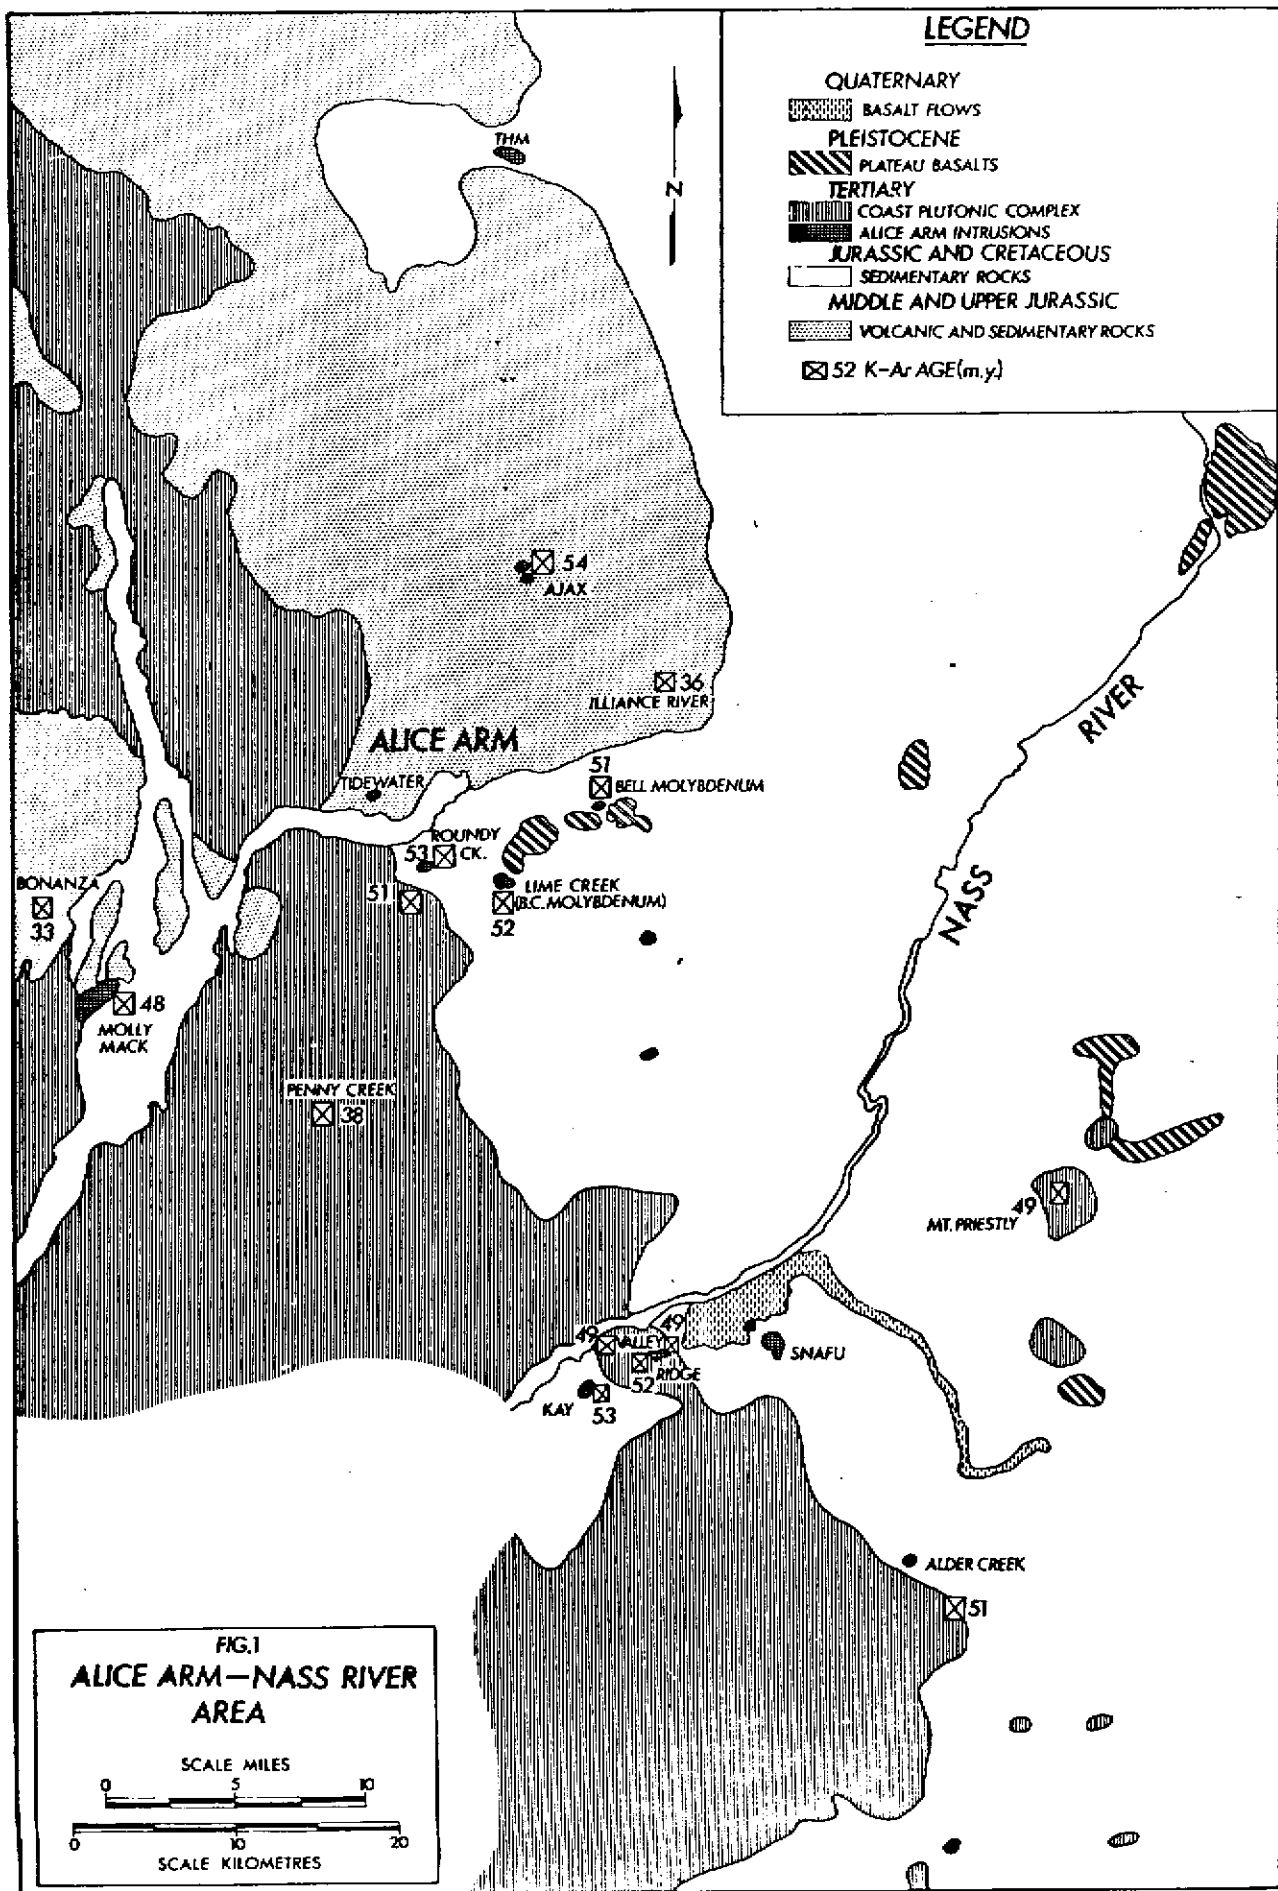 LEGEND
QUATERNARY
BASALT FLOWS
PLEISTOCENE
PLATEAU BASALTS
TERTIARY
COAST PLUTONIC COMPLEX
ALICE ARM INTRUSIONS
JURASSIC AND CRETACEOUS
SEDIMENTARY ROCKS
MIDDLE AND UPPER JURASSIC
VOLCANIC AND SEDIMENTARY ROCKS
52 K-Ar AGE (m.y.)
THM
N
54
AJAX
36
ILLIANCE RIVER
ALICE ARM
TIDEWATER
51
BELL MOLYBDENUM
ROUNDY
CK.
53
51
LIME CREEK
(B.C. MOLYBDENUM)
52
BONANZA
33
48
MOLLY
MACK
PENNY CREEK
38
NASS
RIVER
49
MT. PRIESTLY
49
VALLEY
49
52
RIDGE
SNAFU
KAY
53
ALDER CREEK
51
FIG.1
ALICE ARM—NASS RIVER
AREA
SCALE MILES
0 5 10
0 10 20
SCALE KILOMETRES